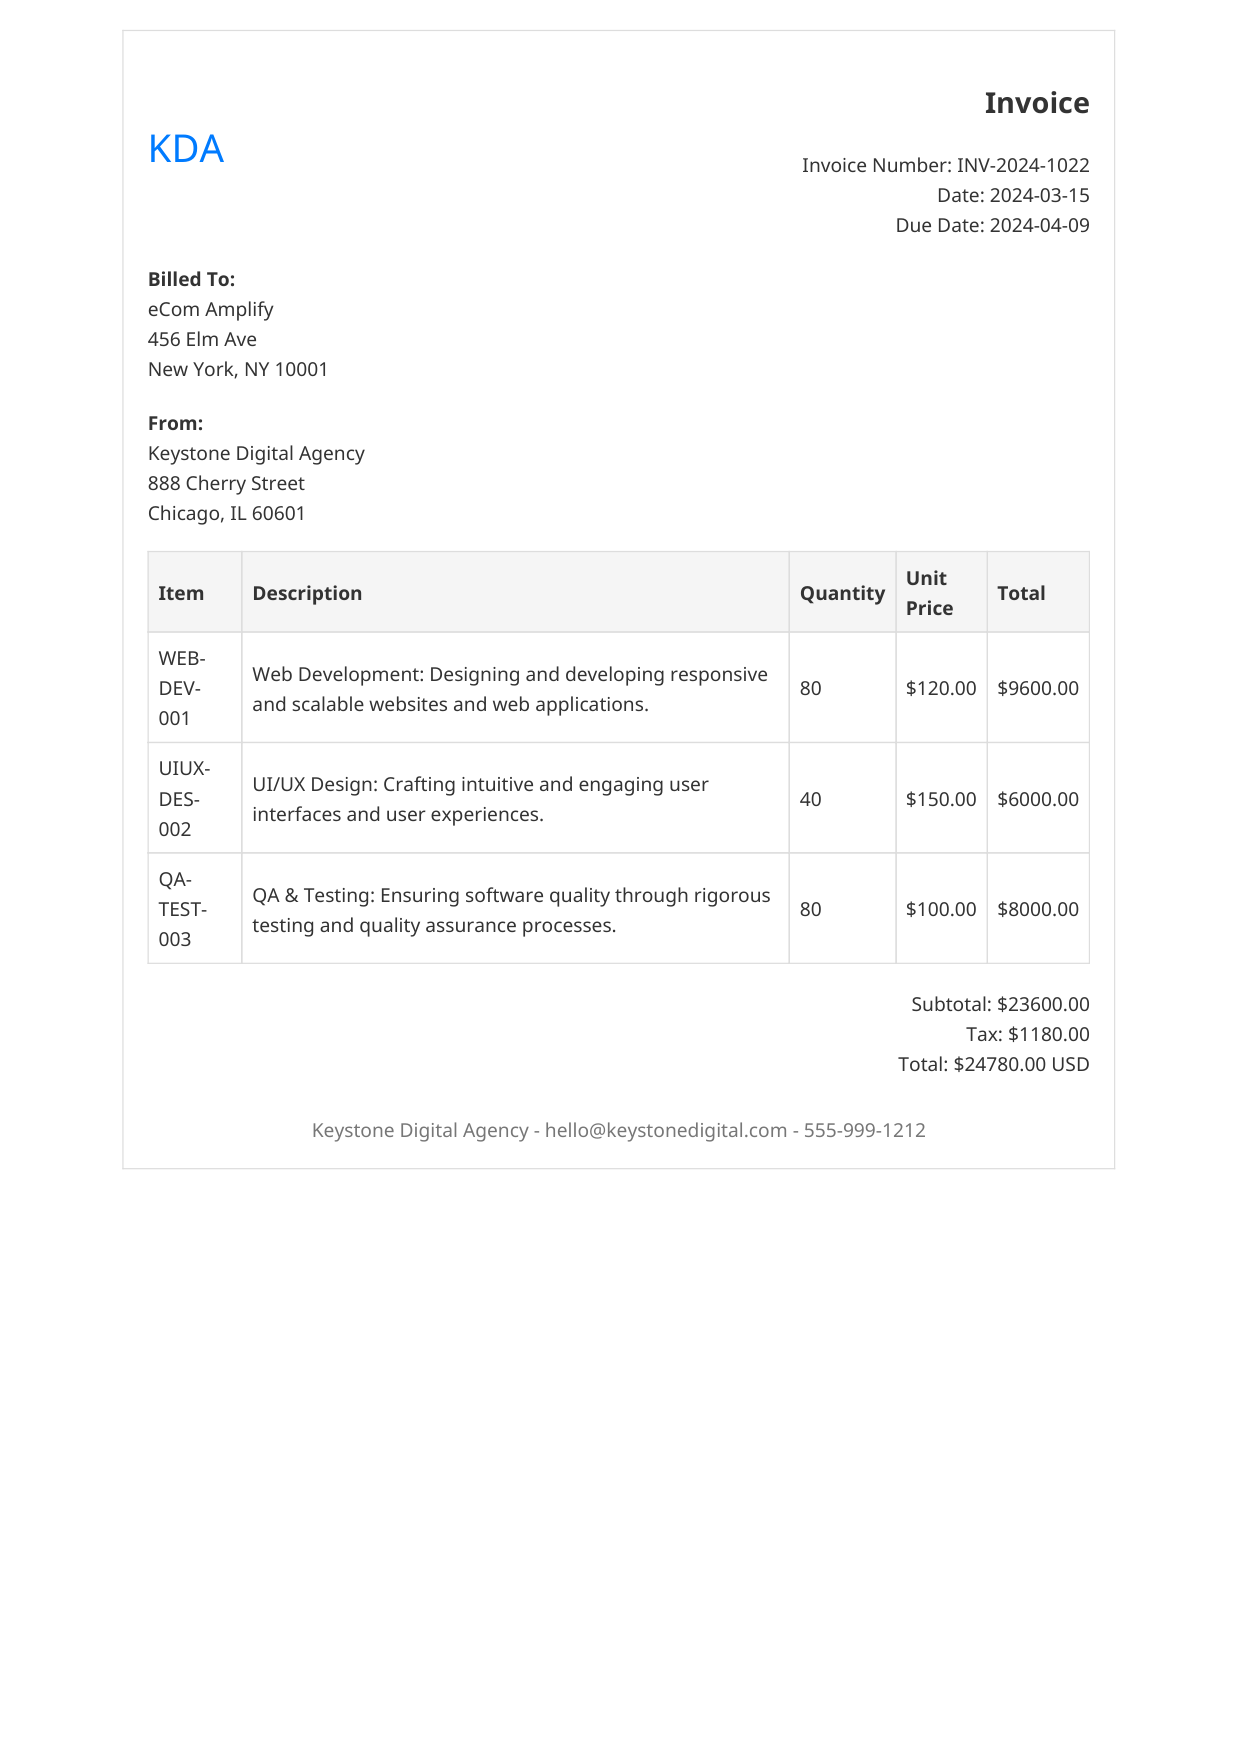 Invoice
KDA
Invoice Number: INV-2024-1022
Date: 2024-03-15
Due Date: 2024-04-09
Billed To:
eCom Amplify
456 Elm Ave
New York, NY 10001
From:
Keystone Digital Agency
888 Cherry Street
Chicago, IL 60601
Item Description Quantity Unit Price Total
WEB-DEV-001 Web Development: Designing and developing responsive and scalable websites and web applications. 80 $120.00 $9600.00
UIUX-DES-002 UI/UX Design: Crafting intuitive and engaging user interfaces and user experiences. 40 $150.00 $6000.00
QA-TEST-003 QA & Testing: Ensuring software quality through rigorous testing and quality assurance processes. 80 $100.00 $8000.00
Subtotal: $23600.00
Tax: $1180.00
Total: $24780.00 USD
Keystone Digital Agency - hello@keystonedigital.com - 555-999-1212